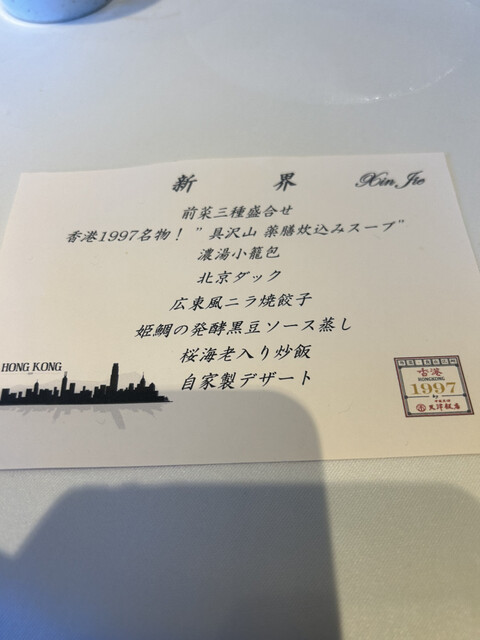 新 界 Xin Jie
前菜三種盛合せ
香港1997名物！”具沢山 薬膳炊込みスープ”
濃湯小籠包
北京ダック
広東風ニラ焼餃子
姫鯛の発酵黒豆ソース蒸し
桜海老入り炒飯
自家製デザート
HONG KONG
HONGKONG
1997